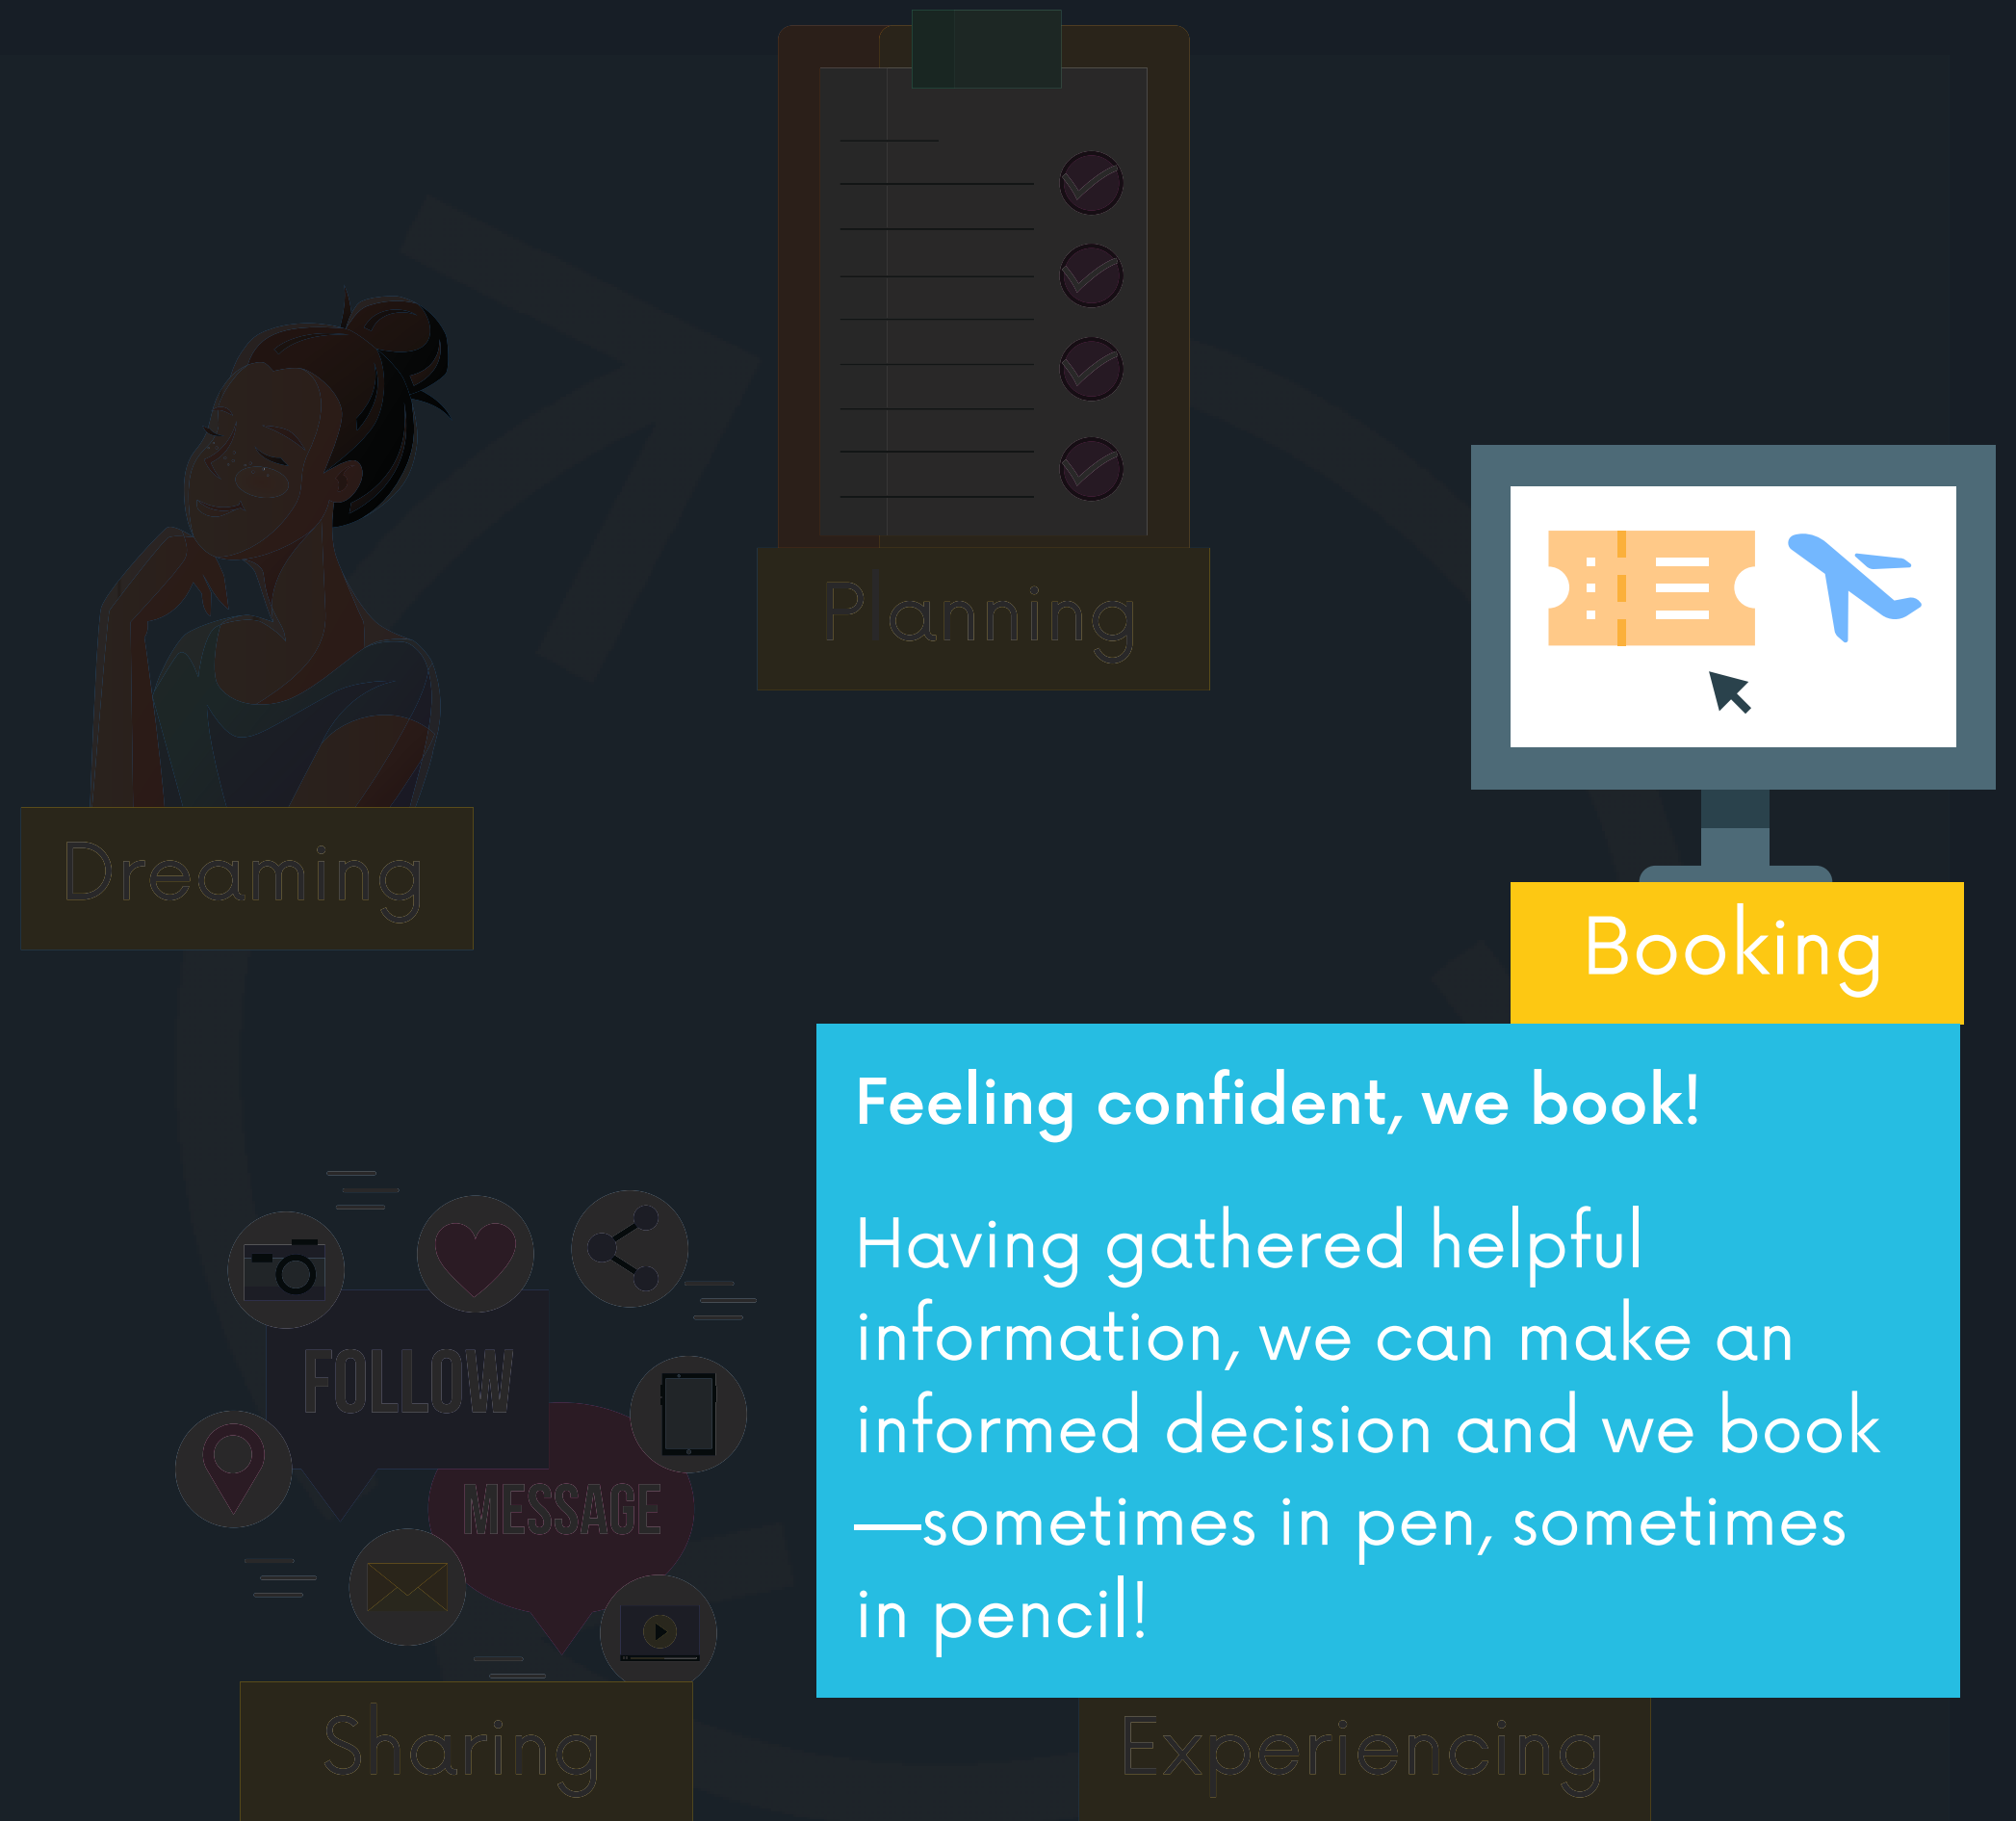 Planning
Dreaming
Booking
Feeling confident, we book!
Having gathered helpful
information, we can make an
informed decision and we book
—sometimes in pen, sometimes
in pencil!
FOLLOW
MESSAGE
Sharing
Experiencing